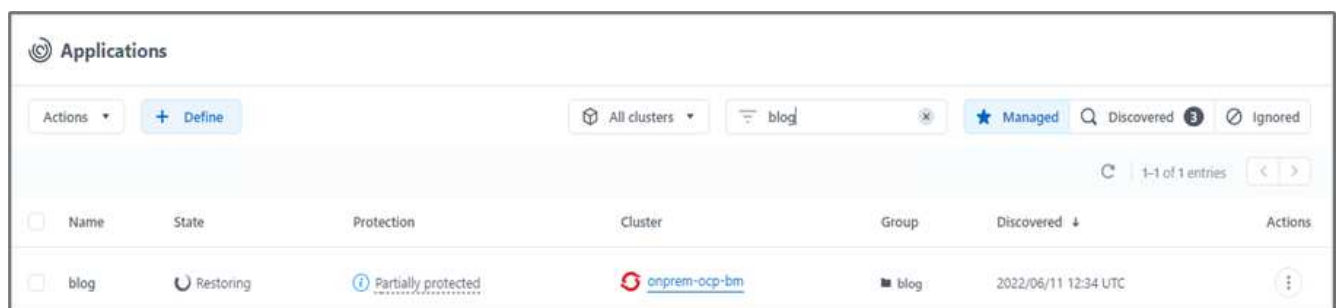 Applications
Actions + Define All clusters blog Managed Discovered 3 Ignored
1-1 of 1 entries
Name State Protection Cluster Group Discovered ↓ Actions
blog Restoring Partially protected onprem-ocp-bm blog 2022/06/11 12:34 UTC